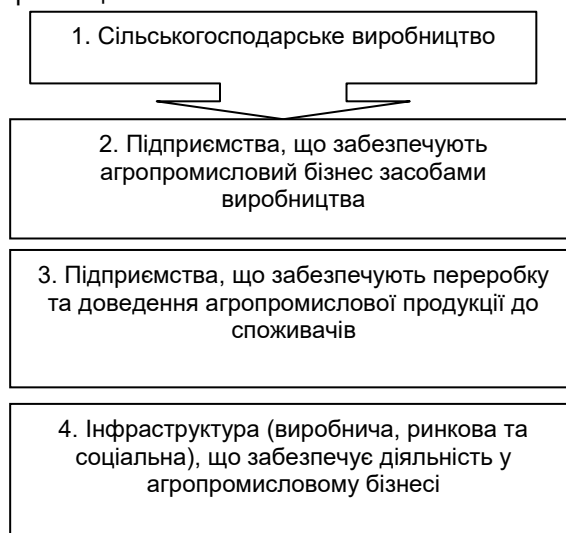 1. Сільськогосподарське виробництво
2. Підприємства, що забезпечують
агропромисловий бізнес засобами
виробництва
3. Підприємства, що забезпечують переробку
та доведення агропромислової продукції до
споживачів
4. Інфраструктура (виробнича, ринкова та
соціальна), що забезпечує діяльність у
агропромисловому бізнесі